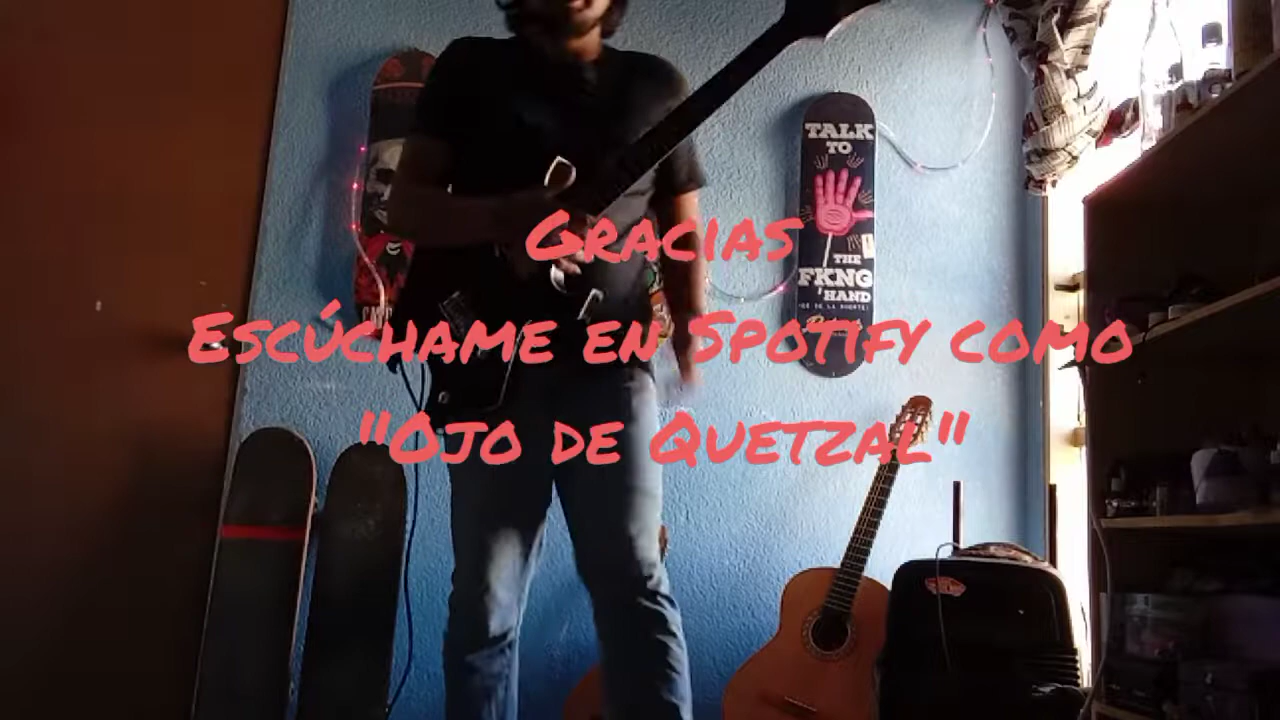 TALK
TO
THE
FKNG
'HAND
Gracias
Escúchame en Spotify como
"Ojo de Quetzal"